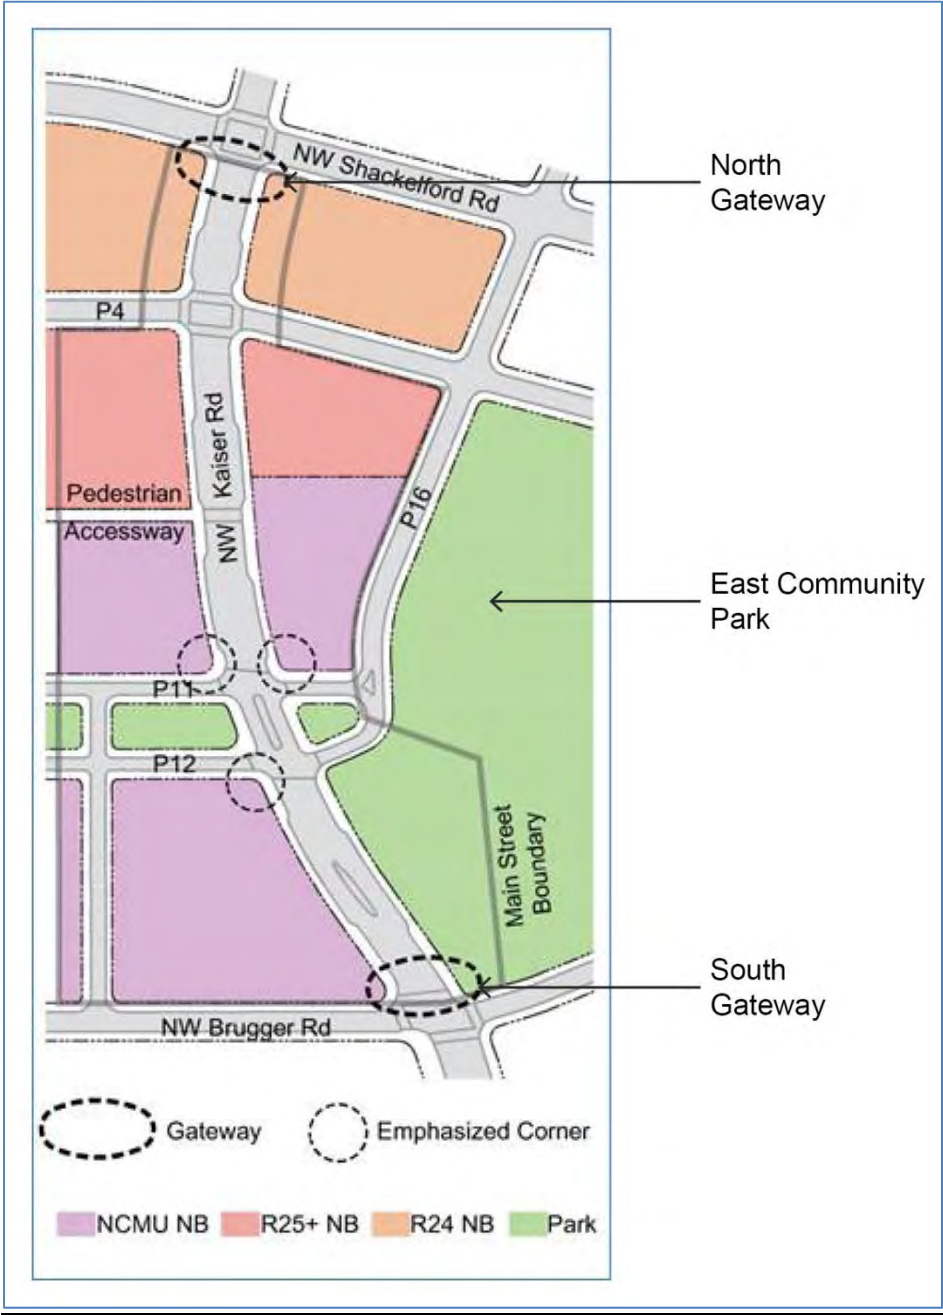 NW Shackelford Rd
North
Gateway
P4
NW Kaiser Rd
Pedestrian
Accessway
P16
East Community
Park
P11
P12
Main Street
Boundary
South
Gateway
NW Brugger Rd
Gateway
Emphasized Corner
NCMU NB
R25+ NB
R24 NB
Park